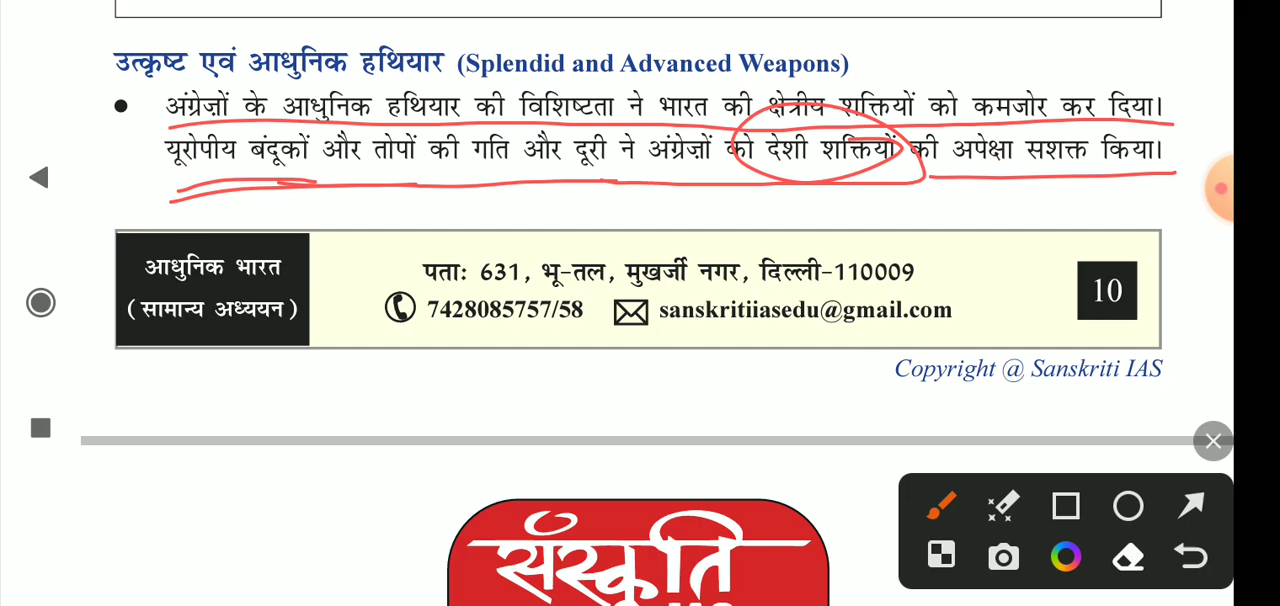 उत्कृष्ट एवं आधुनिक हथियार (Splendid and Advanced Weapons)
● अंग्रेज़ों के आधुनिक हथियार की विशिष्टता ने भारत की क्षेत्रीय शक्तियों को कमजोर कर दिया।
यूरोपीय बंदूकों और तोपों की गति और दूरी ने अंग्रेज़ों को देशी शक्तियों की अपेक्षा सशक्त किया।
आधुनिक भारत
(सामान्य अध्ययन)
पताः 631, भू-तल, मुखर्जी नगर, दिल्ली-110009
7428085757/58 sanskritiiasedu@gmail.com
10
Copyright @ Sanskriti IAS
संस्कृति